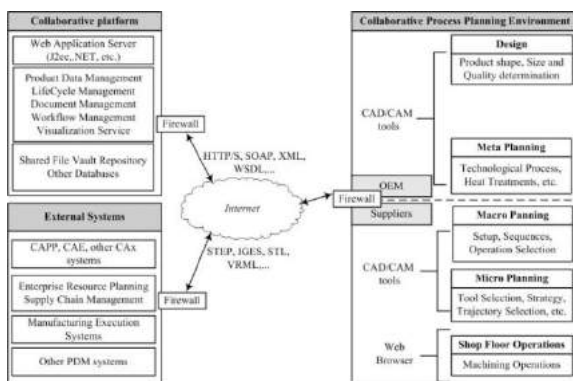 Collaborative platform
Web Application Server
(J2ee, .NET, etc.)
Product Data Management
LifeCycle Management
Document Management
Workflow Management
Visualization Service
Shared File Vault Repository
Other Databases
External Systems
CAPP, CAE, other CAx
systems
Enterprise Resource Planning
Supply Chain Management
Manufacturing Execution
Systems
Other PDM systems
Firewall
HTTP/S, SOAP, XML,
WSDL,...
Internet
STEP, IGES, STL,
VRML,...
Firewall
Firewall
Collaborative Process Planning Environment
Design
Product shape, Size and
Quality determination
CAD/CAM
tools
Meta Planning
Technological Process,
Heat Treatments, etc.
OEM
Suppliers
Macro Panning
Setup, Sequences,
Operation Selection
CAD/CAM
tools
Micro Planning
Tool Selection, Strategy,
Trajectory Selection, etc.
Web
Browser
Shop Floor Operations
Machining Operations